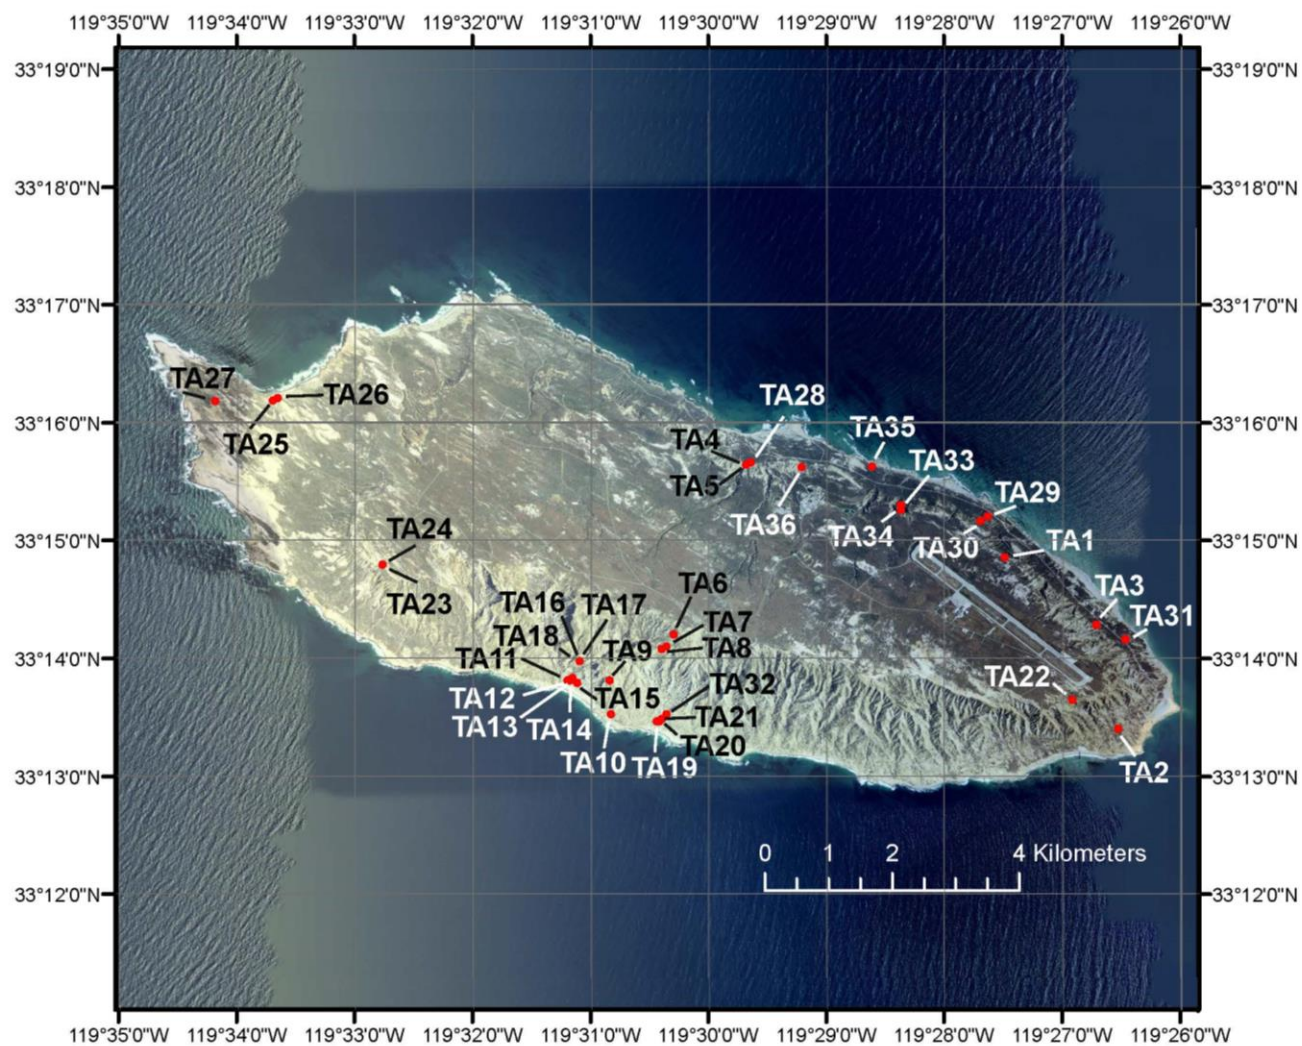 119°35'0"W 119°34'0"W 119°33'0"W 119°32'0"W 119°31'0"W 119°30'0"W 119°29'0"W 119°28'0"W 119°27'0"W 119°26'0"W
33°19'0"N 33°19'0"N
33°18'0"N 33°18'0"N
33°17'0"N 33°17'0"N
TA27
TA26
TA28
33°16'0"N 33°16'0"N
TA25
TA4
TA35
TA5
TA33
TA29
TA36
TA34
TA30
TA24
33°15'0"N TA1 33°15'0"N
TA23
TA16 TA17
TA6
TA3
TA31
TA18
TA7
TA9
TA8
TA11
33°14'0"N 33°14'0"N
TA22
TA32
TA12
TA15
TA13
TA14
TA21
TA20
TA10 TA19
TA2
33°13'0"N 33°13'0"N
0 1 2 4 Kilometers
33°12'0"N 33°12'0"N
119°35'0"W 119°34'0"W 119°33'0"W 119°32'0"W 119°31'0"W 119°30'0"W 119°29'0"W 119°28'0"W 119°27'0"W 119°26'0"W